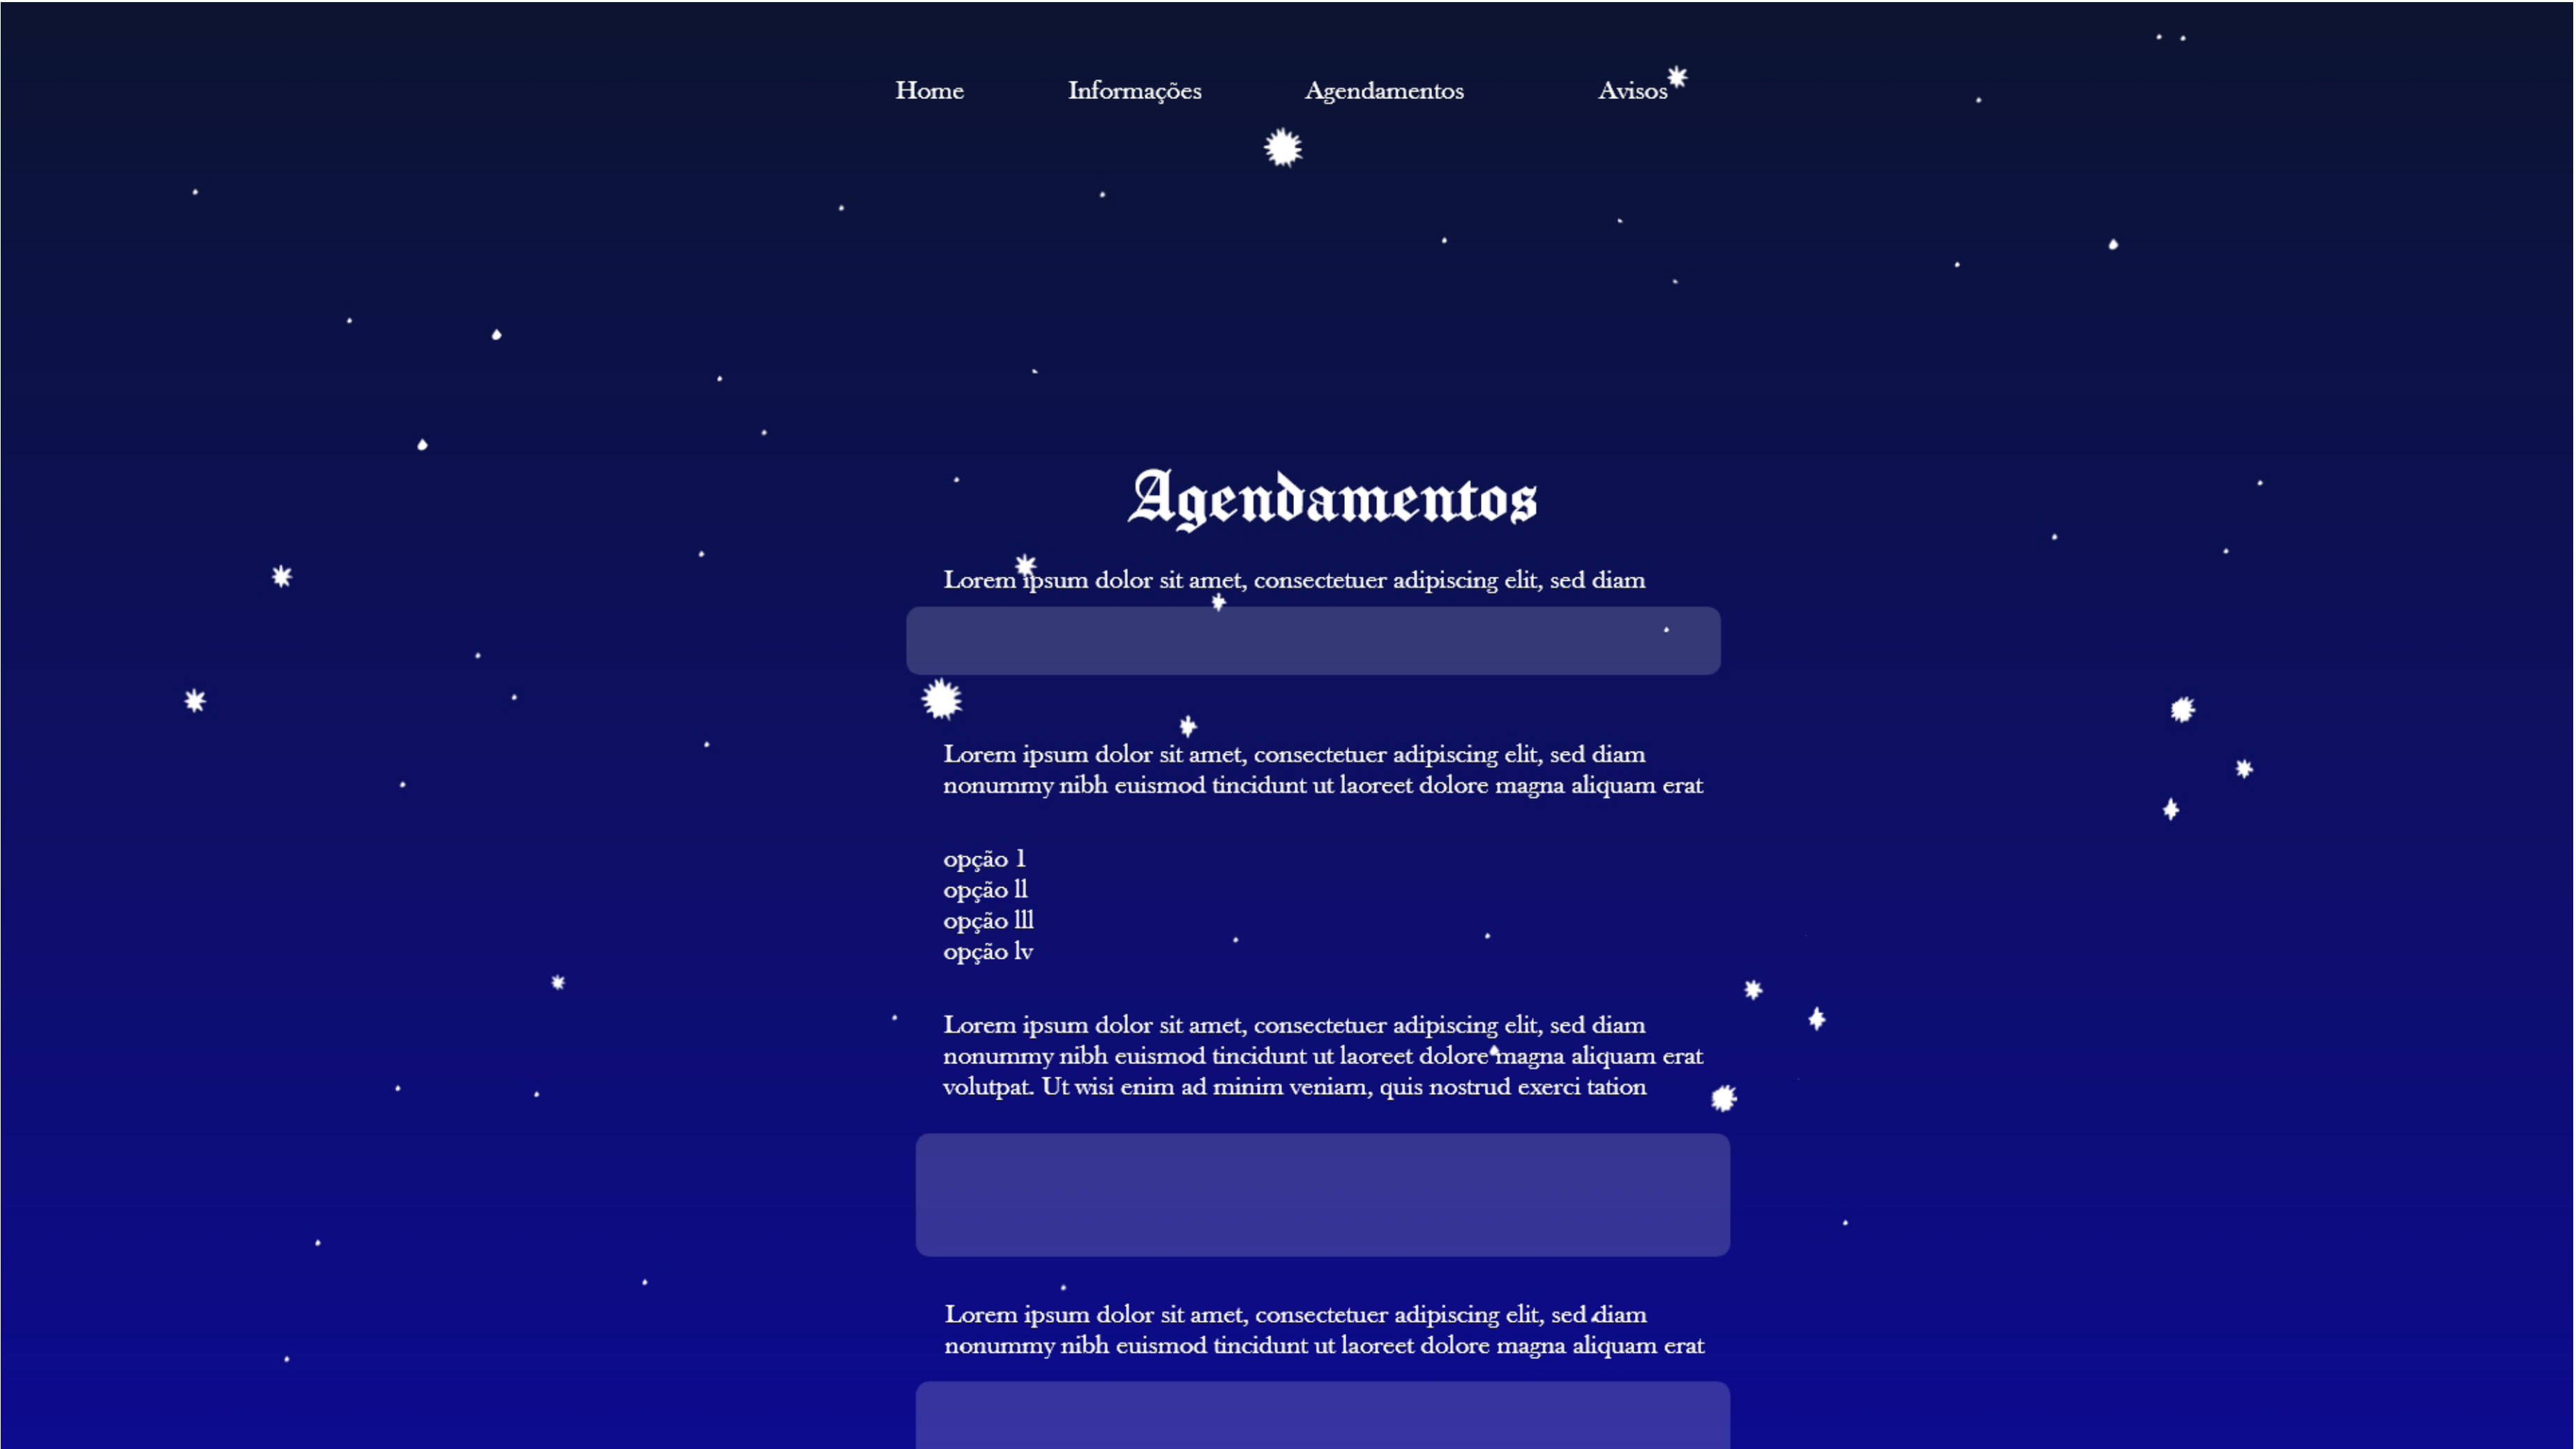 Home Informações Agendamentos Avisos
Agendamentos
Lorem ipsum dolor sit amet, consectetuer adipiscing elit, sed diam
Lorem ipsum dolor sit amet, consectetuer adipiscing elit, sed diam
nonummy nibh euismod tincidunt ut laoreet dolore magna aliquam erat
opção 1
opção ll
opção lll
opção lv
Lorem ipsum dolor sit amet, consectetuer adipiscing elit, sed diam
nonummy nibh euismod tincidunt ut laoreet dolore magna aliquam erat
volutpat. Ut wisi enim ad minim veniam, quis nostrud exerci tation
Lorem ipsum dolor sit amet, consectetuer adipiscing elit, sed diam
nonummy nibh euismod tincidunt ut laoreet dolore magna aliquam erat